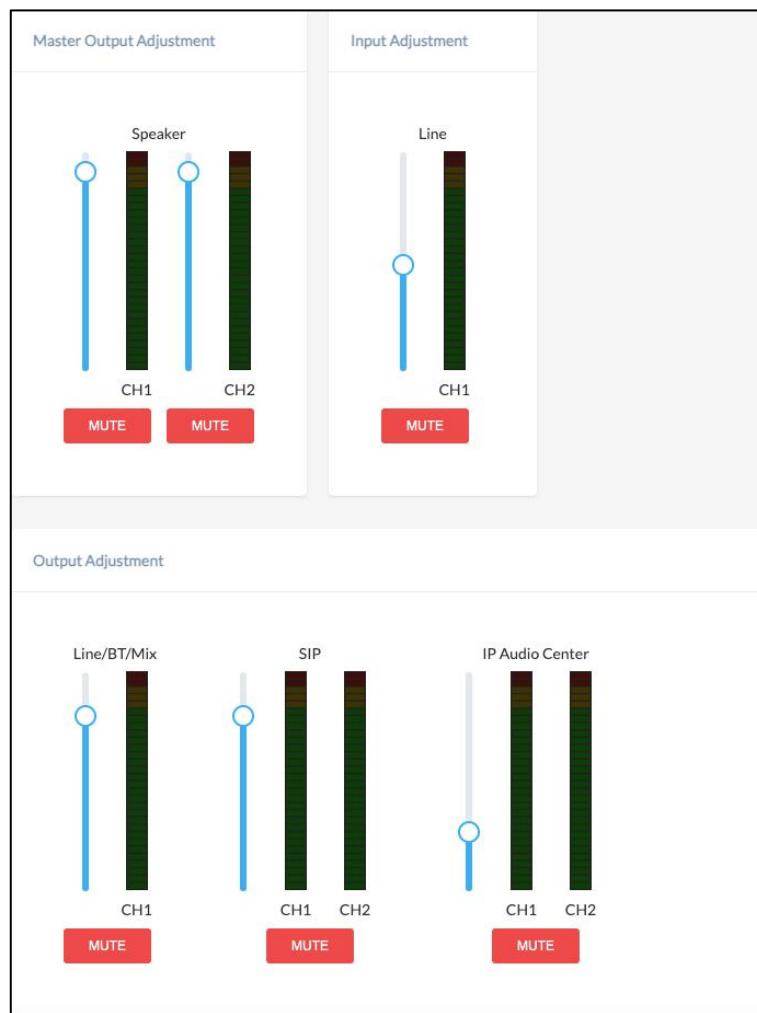 Master Output Adjustment
Input Adjustment
Speaker
Line
CH1
CH2
CH1
MUTE
MUTE
MUTE
Output Adjustment
Line/BT/Mix
SIP
IP Audio Center
CH1
CH1
CH2
CH1
CH2
MUTE
MUTE
MUTE